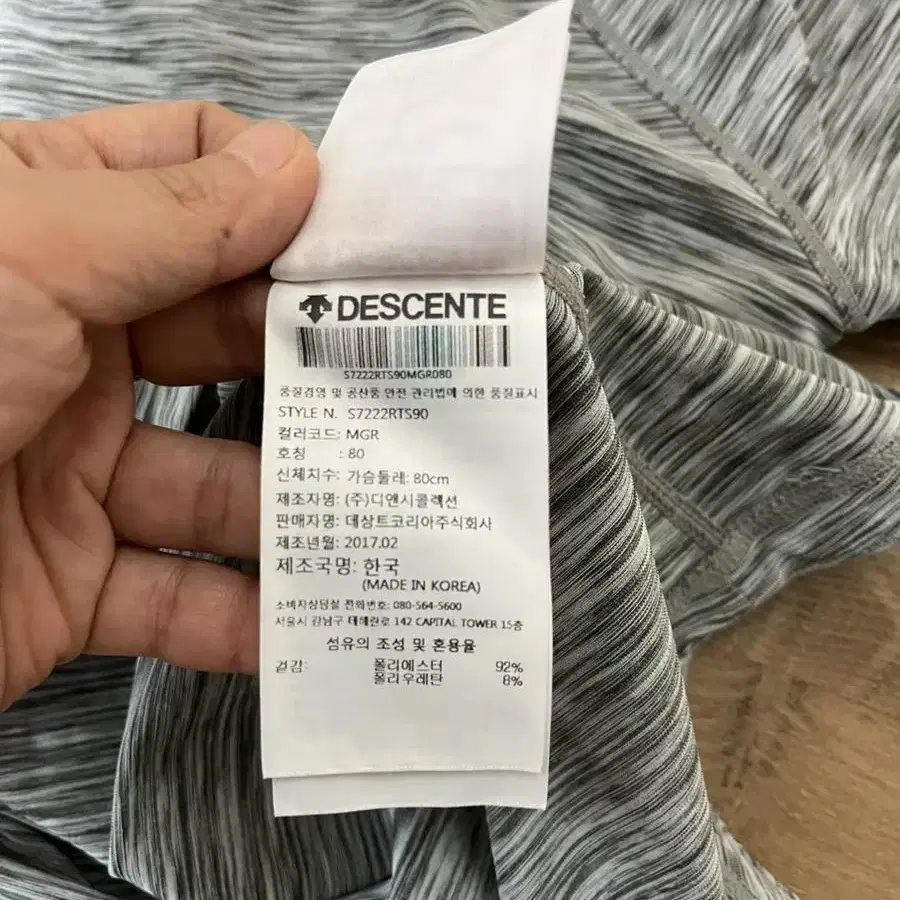 DESCENTE
S7222RTS90MGR080
품질경영 및 공산품 안전 관리법에 의한 품질표시
STYLE N. S7222RTS90
컬러코드: MGR
호칭 : 80
신체치수: 가슴둘레: 80cm
제조자명: (주)디앤시콜렉션
판매자명: 데상트코리아주식회사
제조년월: 2017.02
제조국명: 한국
(MADE IN KOREA)
소비자상담실 전화번호: 080-564-5600
서울시 강남구 테헤란로 142 CAPITAL TOWER 15층
섬유의 조성 및 혼용율
겉감: 폴리에스터 92%
폴리우레탄 8%